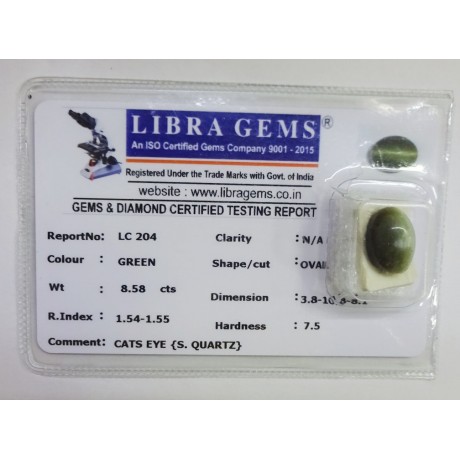 LIBRA GEMS ®
An ISO Certified Gems Company 9001 - 2015
Registered Under the Trade Marks with Govt. of India
website : www.libragems.co.in
GEMS & DIAMOND CERTIFIED TESTING REPORT
ReportNo: LC 204 Clarity : N/A
Colour : GREEN Shape/cut :
Wt : 8.58 cts Dimension :
R.Index : 1.54-1.55 Hardness : 7.5
Comment: CATS EYE {S. QUARTZ}